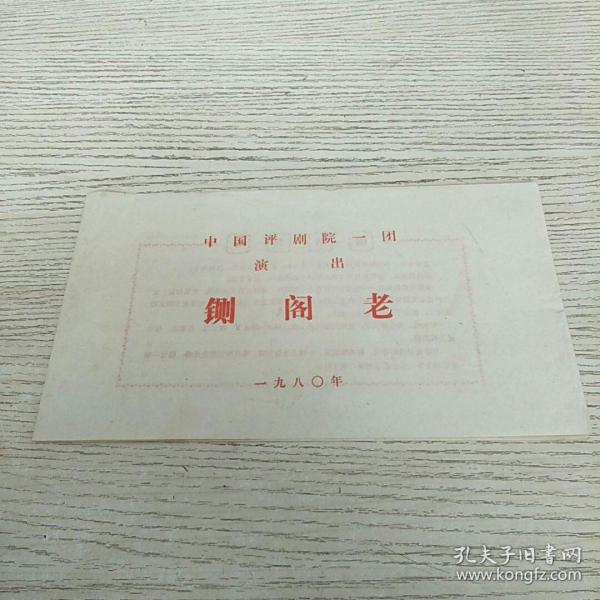 中国评剧院一团
演出
铡阁老
一九八〇年
孔夫子旧书网
www.kongfz.com